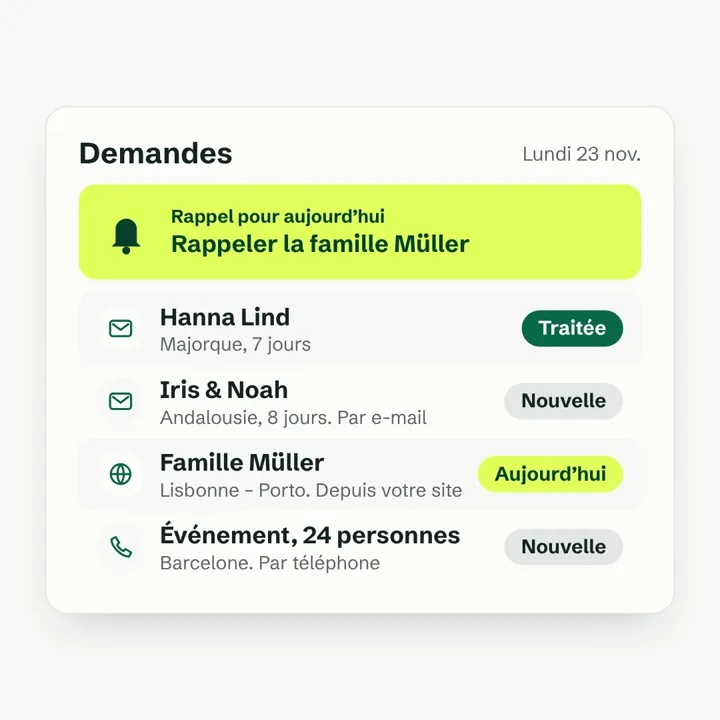 Demandes
Lundi 23 nov.
Rappel pour aujourd’hui
Rappeler la famille Müller
Hanna Lind
Majorque, 7 jours
Traitée
Iris & Noah
Andalousie, 8 jours. Par e-mail
Nouvelle
Famille Müller
Lisbonne – Porto. Depuis votre site
Aujourd’hui
Événement, 24 personnes
Barcelone. Par téléphone
Nouvelle